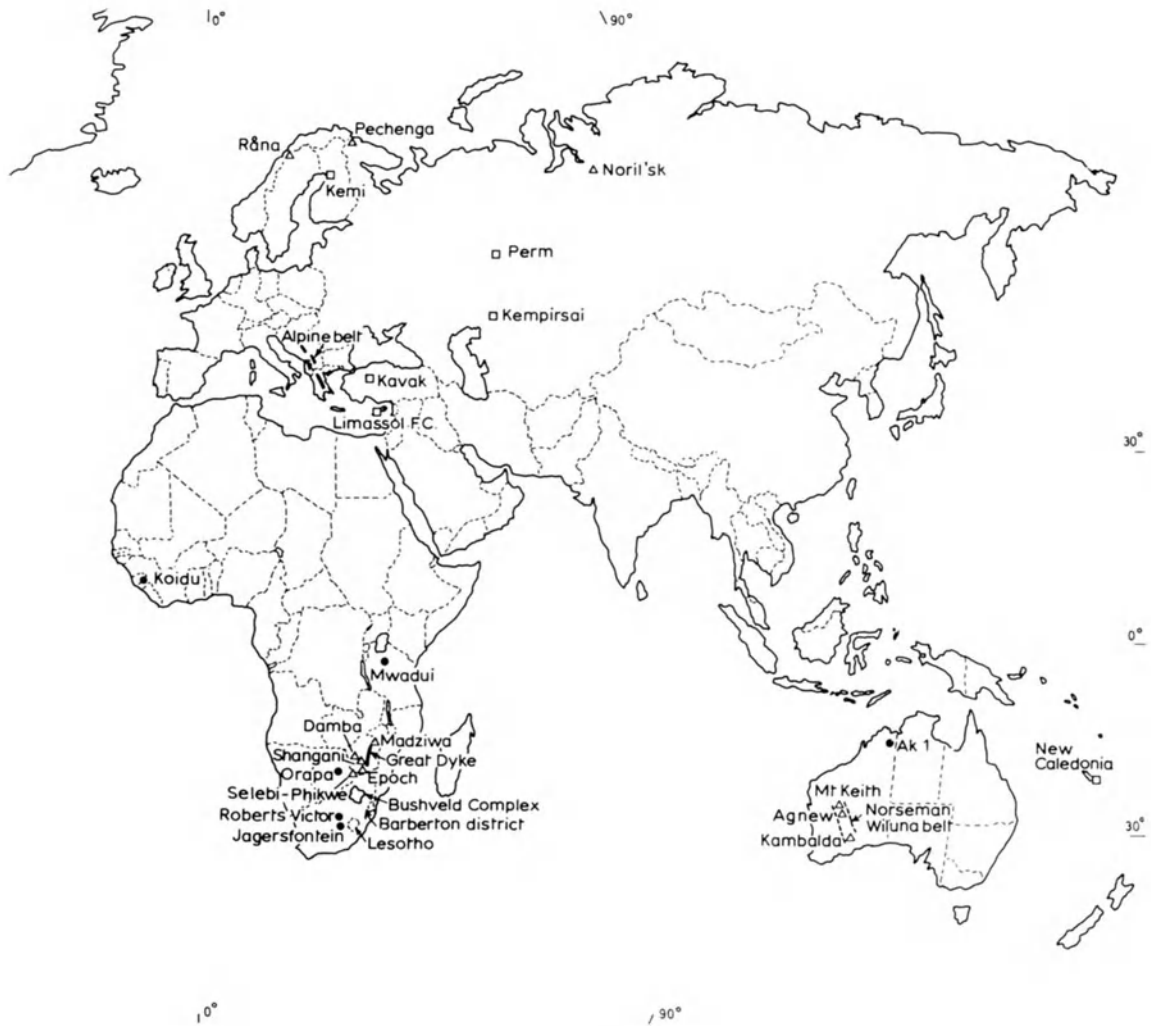 0°
90°
Pechenga
Råna
Noril'sk
Kemi
Perm
Kempirsai
Alpine belt
Kavak
Limassol F.C.
30°
Koidu
0°
Mwadui
Damba
Madziwa
Shangani
Great Dyke
Orapa
Epoch
Selebi-Phikwe
Bushveld Complex
Roberts Victor
Barberton district
Jagersfontein
Lesotho
Ak 1
New
Caledonia
Mt Keith
Agnew
Norseman
Wiluna belt
Kambalda
30°
0°
90°